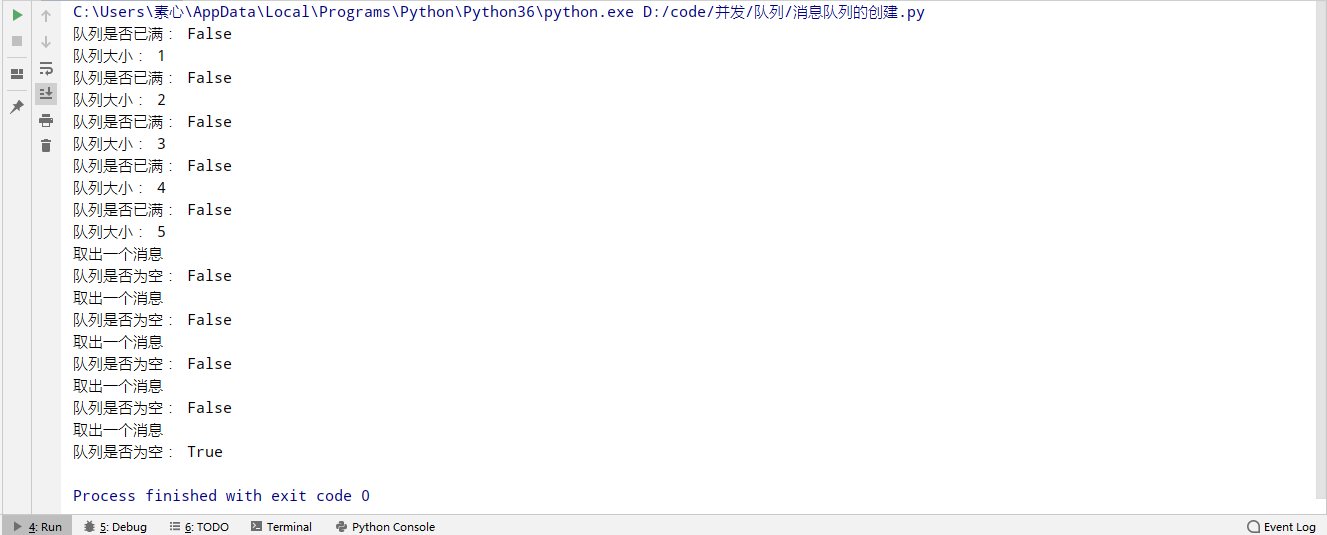 C:\Users\素心\AppData\Local\Programs\Python\Python36\python.exe D:/code/并发/队列/消息队列的创建.py
队列是否已满： False
队列大小： 1
队列是否已满： False
队列大小： 2
队列是否已满： False
队列大小： 3
队列是否已满： False
队列大小： 4
队列是否已满： False
队列大小： 5
取出一个消息
队列是否为空： False
取出一个消息
队列是否为空： False
取出一个消息
队列是否为空： False
取出一个消息
队列是否为空： False
取出一个消息
队列是否为空： True
Process finished with exit code 0
4: Run 5: Debug 6: TODO Terminal Python Console Event Log